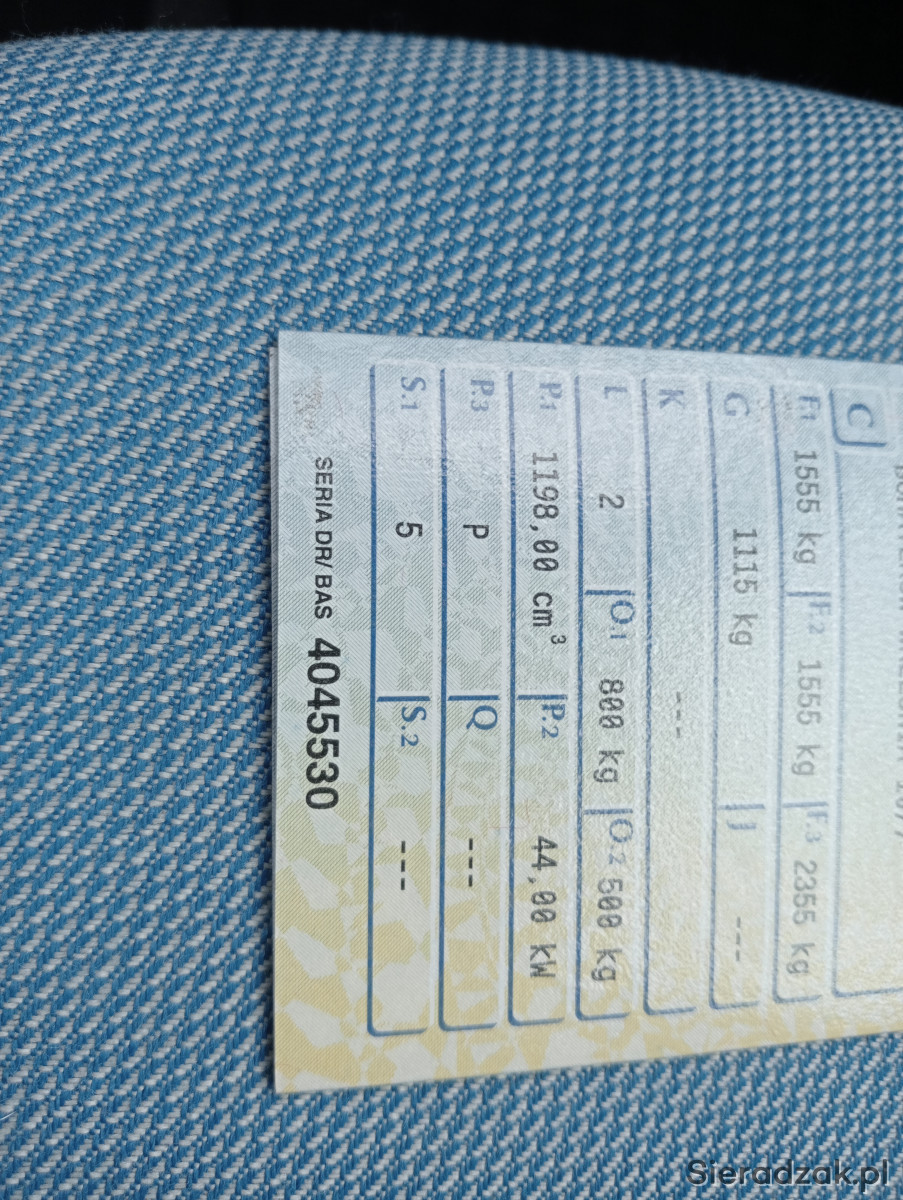 C
F.1 1555 kg F.2 1555 kg F.3 2355 kg
G 1115 kg J ---
K ---
L 2 O.1 800 kg O.2 500 kg
P.1 1198,00 cm³ P.2 44,00 kW
P.3 P Q ---
S.1 5 S.2 ---
SERIA DR/ BAS 4045530
Sieradzak.pl